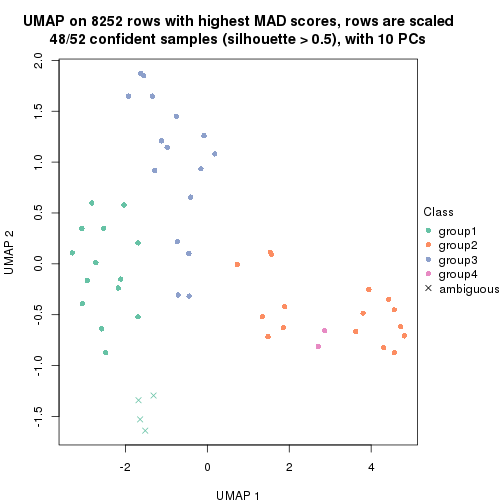 UMAP on 8252 rows with highest MAD scores, rows are scaled
48/52 confident samples (silhouette > 0.5), with 10 PCs
2.0
1.5
1.0
0.5
0.0
-0.5
-1.0
-1.5
UMAP 2
-2
0
2
4
UMAP 1
Class
group1
group2
group3
group4
ambiguous